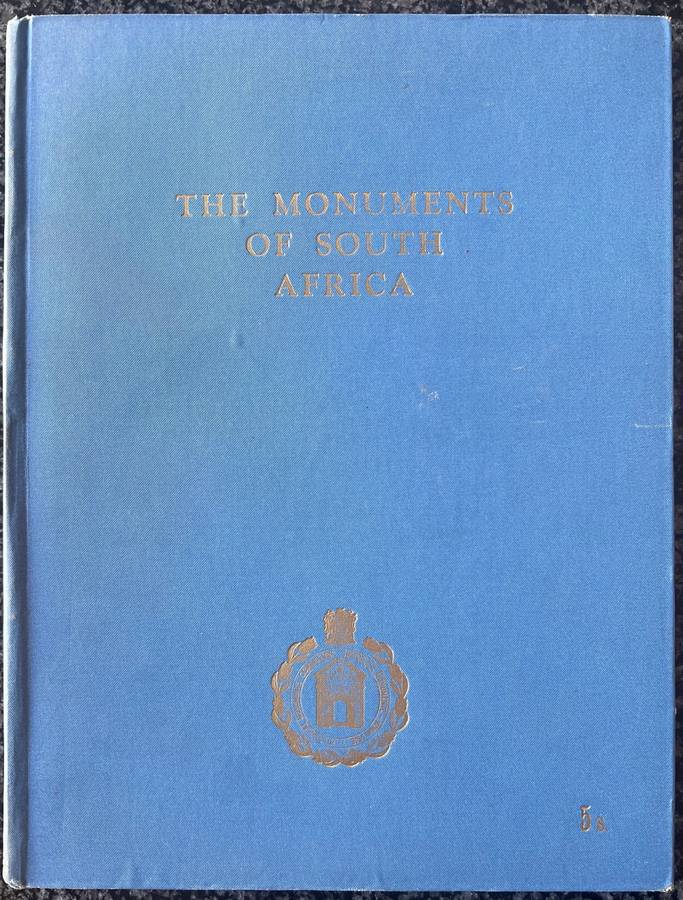 THE MONUMENTS
OF SOUTH
AFRICA
5s.